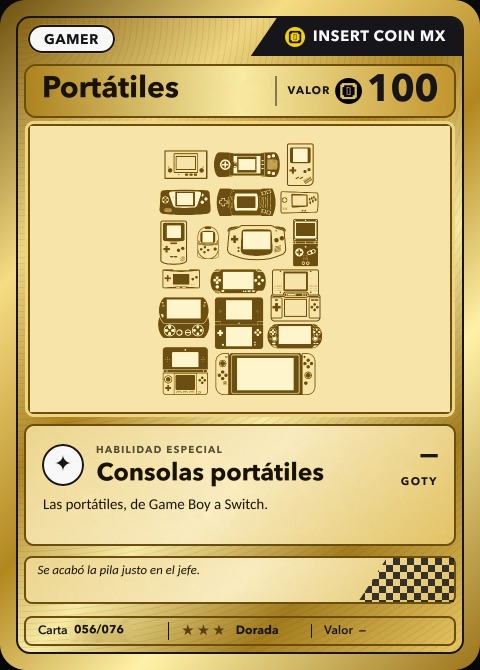 GAMER
INSERT COIN MX
Portátiles
VALOR 100
HABILIDAD ESPECIAL
Consolas portátiles
–
GOTY
Las portátiles, de Game Boy a Switch.
Se acabó la pila justo en el jefe.
Carta 056/076 ★ ★ ★ Dorada Valor –